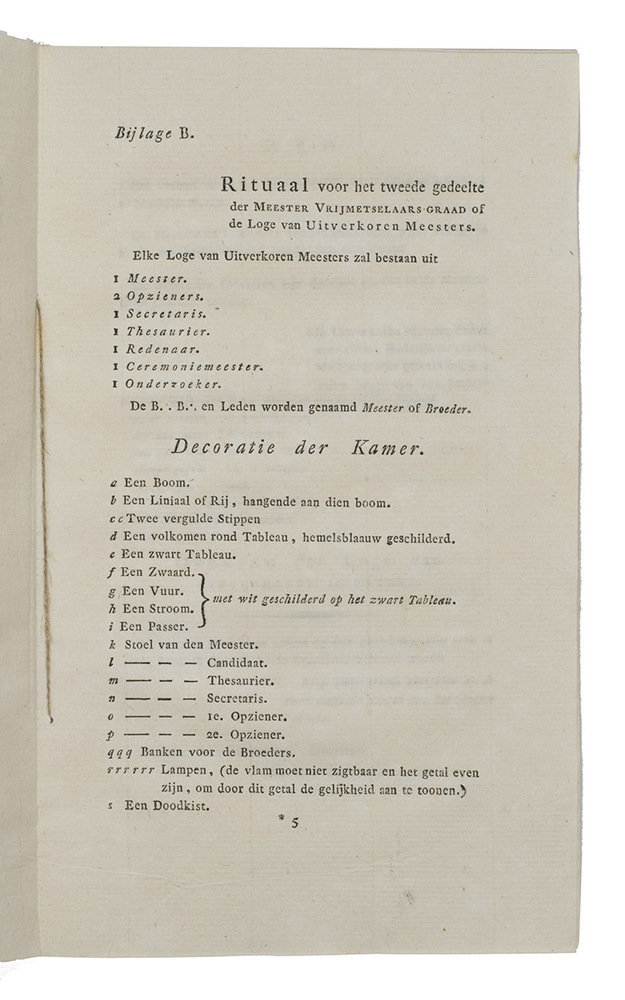 Bijlage B.
Rituaal voor het tweede gedeelte
der MEESTER VRIJMETSELAARS GRAAD of
de Loge van Uitverkoren Meesters.
Elke Loge van Uitverkoren Meesters zal bestaan uit
1 Meester.
2 Opzieners.
1 Secretaris.
1 Thesaurier.
1 Redenaar.
1 Ceremoniemeester.
1 Onderzoeker.
De B. . B.·. en Leden worden genaamd Meester of Broeder.
Decoratie der Kamer.
a Een Boom.
b Een Liniaal of Rij, hangende aan dien boom.
c c Twee vergulde Stippen
d Een volkomen rond Tableau, hemelsblaauw geschilderd.
e Een zwart Tableau.
f Een Zwaard.
g Een Vuur.
h Een Stroom.
i Een Passer.
met wit geschilderd op het zwart Tableau.
k Stoel van den Meester.
l — — — Candidaat.
m — — — Thesaurier.
n — — — Secretaris.
o — — — 1e. Opziener.
p — — — 2e. Opziener.
q q q Banken voor de Broeders.
r r r r r r Lampen, (de vlam moet niet zigtbaar en het getal even
zijn, om door dit getal de gelijkheid aan te toonen.)
s Een Doodkist.
* 5